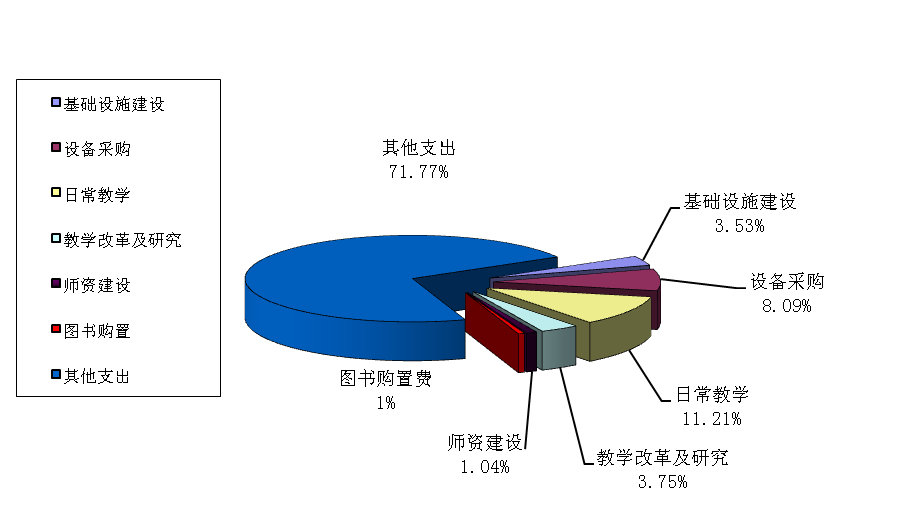 基础设施建设
设备采购
日常教学
教学改革及研究
师资建设
图书购置
其他支出
其他支出
71.77%
基础设施建设
3.53%
设备采购
8.09%
日常教学
11.21%
教学改革及研究
3.75%
师资建设
1.04%
图书购置费
1%